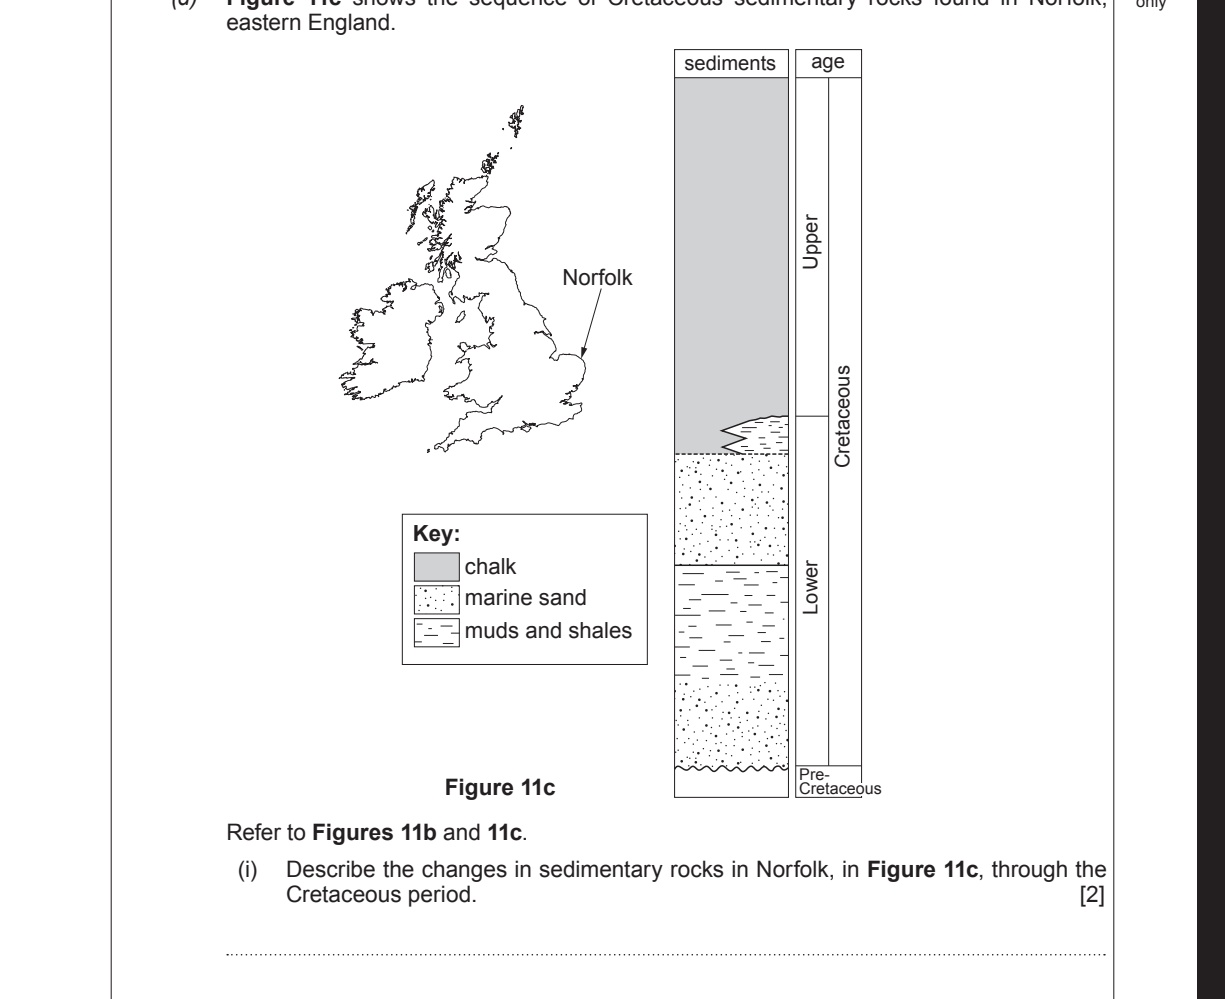 (d) Figure 11c shows the sequence of Cretaceous sedimentary rocks found in Norfolk,
only
eastern England.
sediments
age
Upper
Norfolk
Cretaceous
Key:
chalk
marine sand
muds and shales
Lower
Pre-
Cretaceous
Figure 11c
Refer to Figures 11b and 11c.
(i) Describe the changes in sedimentary rocks in Norfolk, in Figure 11c, through the
Cretaceous period. [2]